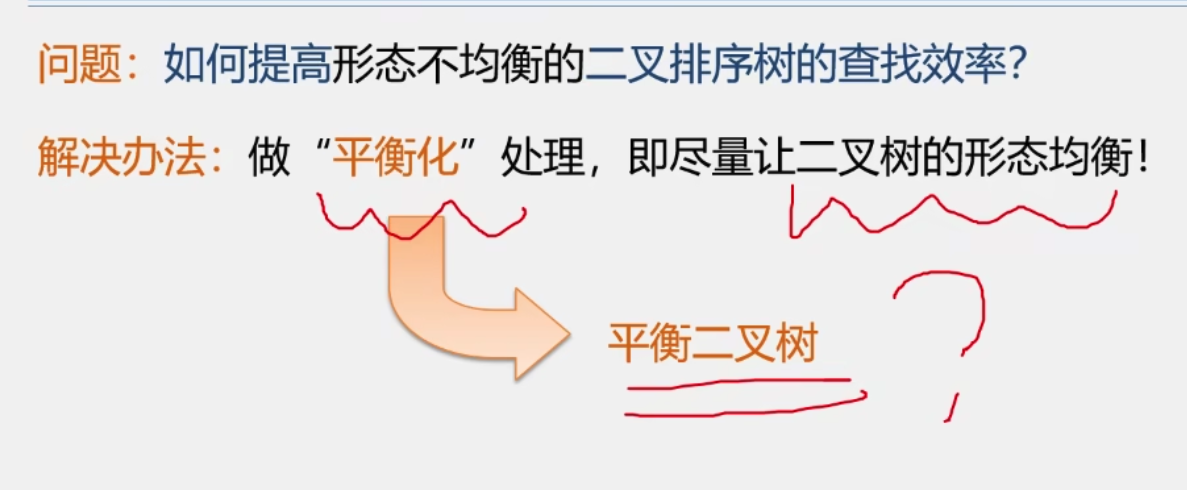 问题：如何提高形态不均衡的二叉排序树的查找效率？
解决办法：做“平衡化”处理，即尽量让二叉树的形态均衡！
平衡二叉树
？